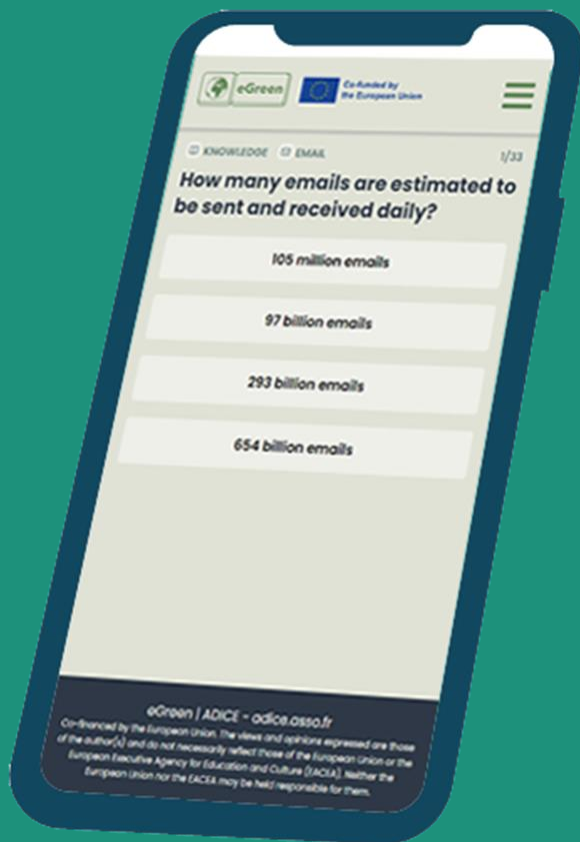 eGreen
Co-funded by
the European Union
KNOWLEDGE EMAIL 1/33
How many emails are estimated to
be sent and received daily?
105 million emails
97 billion emails
293 billion emails
654 billion emails
eGreen | ADICE - adice.asso.fr
Co-financed by the European Union. The views and opinions expressed are those
of the author(s) and do not necessarily reflect those of the European Union or the
European Executive Agency for Education and Culture (EACEA). Neither the
European Union nor the EACEA may be held responsible for them.